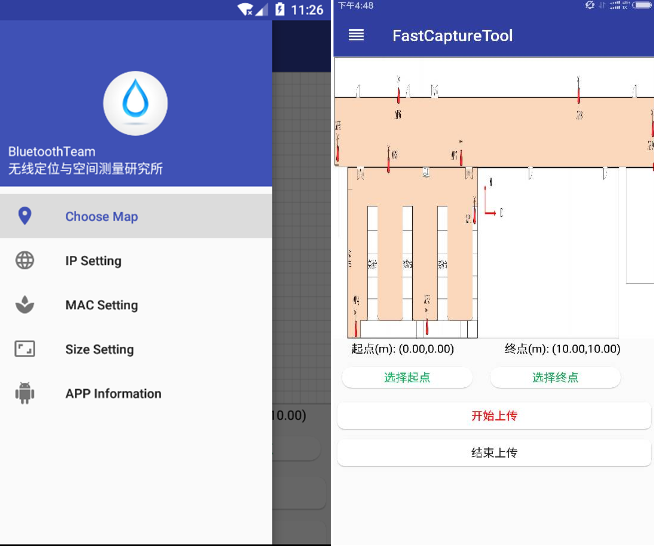 11:26
BluetoothTeam
无线定位与空间测量研究所
Choose Map
IP Setting
MAC Setting
Size Setting
APP Information
10.00)
下午4:48
FastCaptureTool
起点(m): (0.00,0.00)
终点(m): (10.00,10.00)
选择起点
选择终点
开始上传
结束上传